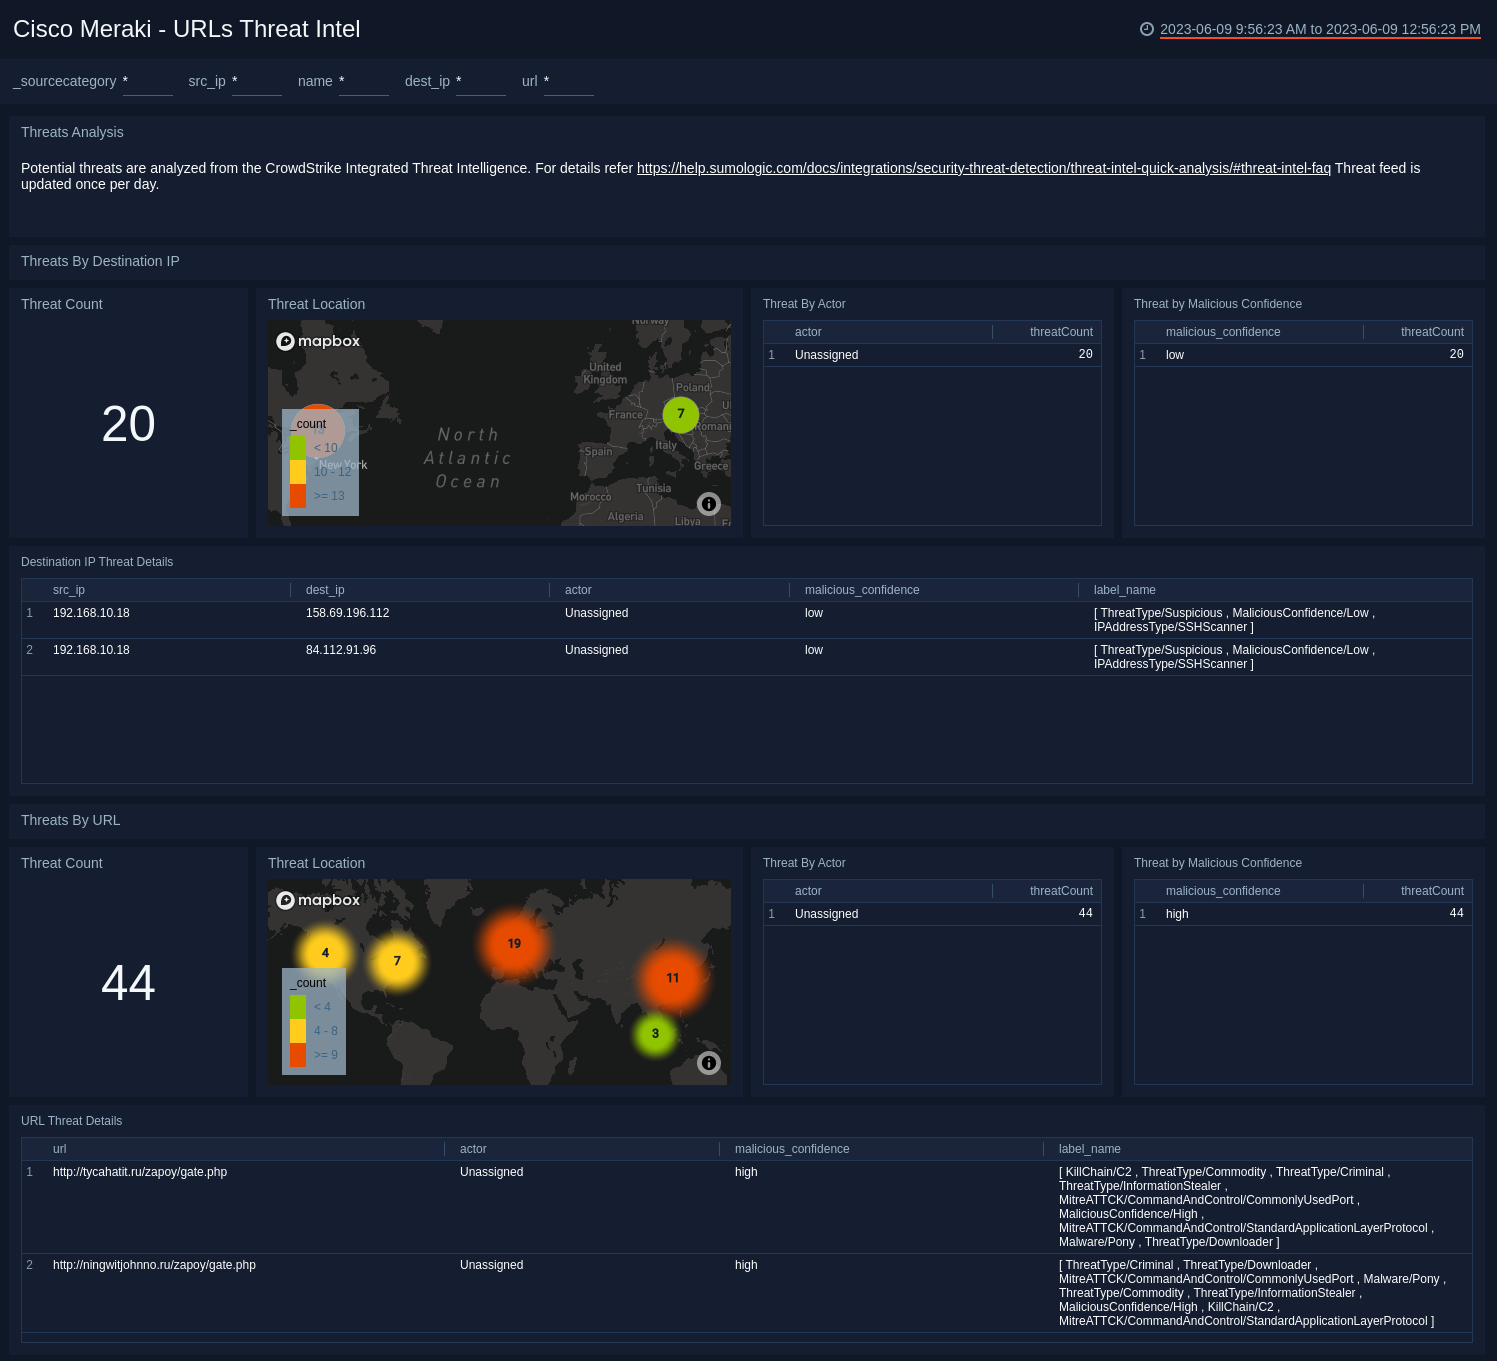 Cisco Meraki - URLs Threat Intel
2023-06-09 9:56:23 AM to 2023-06-09 12:56:23 PM
_sourcecategory * src_ip * name * dest_ip * url *
Threats Analysis
Potential threats are analyzed from the CrowdStrike Integrated Threat Intelligence. For details refer https://help.sumologic.com/docs/integrations/security-threat-detection/threat-intel-quick-analysis/#threat-intel-faq Threat feed is
updated once per day.
Threats By Destination IP
Threat Count
20
Threat Location
mapbox
Norway
United
Kingdom
Poland
France
Romani
Italy
Spain
Greece
Tunisia
Morocco
Algeria
Libya
North
Atlantic
Ocean
New York
7
_count
< 10
10 - 12
>= 13
Threat By Actor
actor threatCount
1 Unassigned 20
Threat by Malicious Confidence
malicious_confidence threatCount
1 low 20
Destination IP Threat Details
src_ip dest_ip actor malicious_confidence label_name
1 192.168.10.18 158.69.196.112 Unassigned low [ ThreatType/Suspicious , MaliciousConfidence/Low ,
IPAddressType/SSHScanner ]
2 192.168.10.18 84.112.91.96 Unassigned low [ ThreatType/Suspicious , MaliciousConfidence/Low ,
IPAddressType/SSHScanner ]
Threats By URL
Threat Count
44
Threat Location
mapbox
4
7
19
11
3
_count
< 4
4 - 8
>= 9
Threat By Actor
actor threatCount
1 Unassigned 44
Threat by Malicious Confidence
malicious_confidence threatCount
1 high 44
URL Threat Details
url actor malicious_confidence label_name
1 http://tycahatit.ru/zapoy/gate.php Unassigned high [ KillChain/C2 , ThreatType/Commodity , ThreatType/Criminal ,
ThreatType/InformationStealer ,
MitreATTCK/CommandAndControl/CommonlyUsedPort ,
MaliciousConfidence/High ,
MitreATTCK/CommandAndControl/StandardApplicationLayerProtocol ,
Malware/Pony , ThreatType/Downloader ]
2 http://ningwitjohnno.ru/zapoy/gate.php Unassigned high [ ThreatType/Criminal , ThreatType/Downloader ,
MitreATTCK/CommandAndControl/CommonlyUsedPort , Malware/Pony ,
ThreatType/Commodity , ThreatType/InformationStealer ,
MaliciousConfidence/High , KillChain/C2 ,
MitreATTCK/CommandAndControl/StandardApplicationLayerProtocol ]